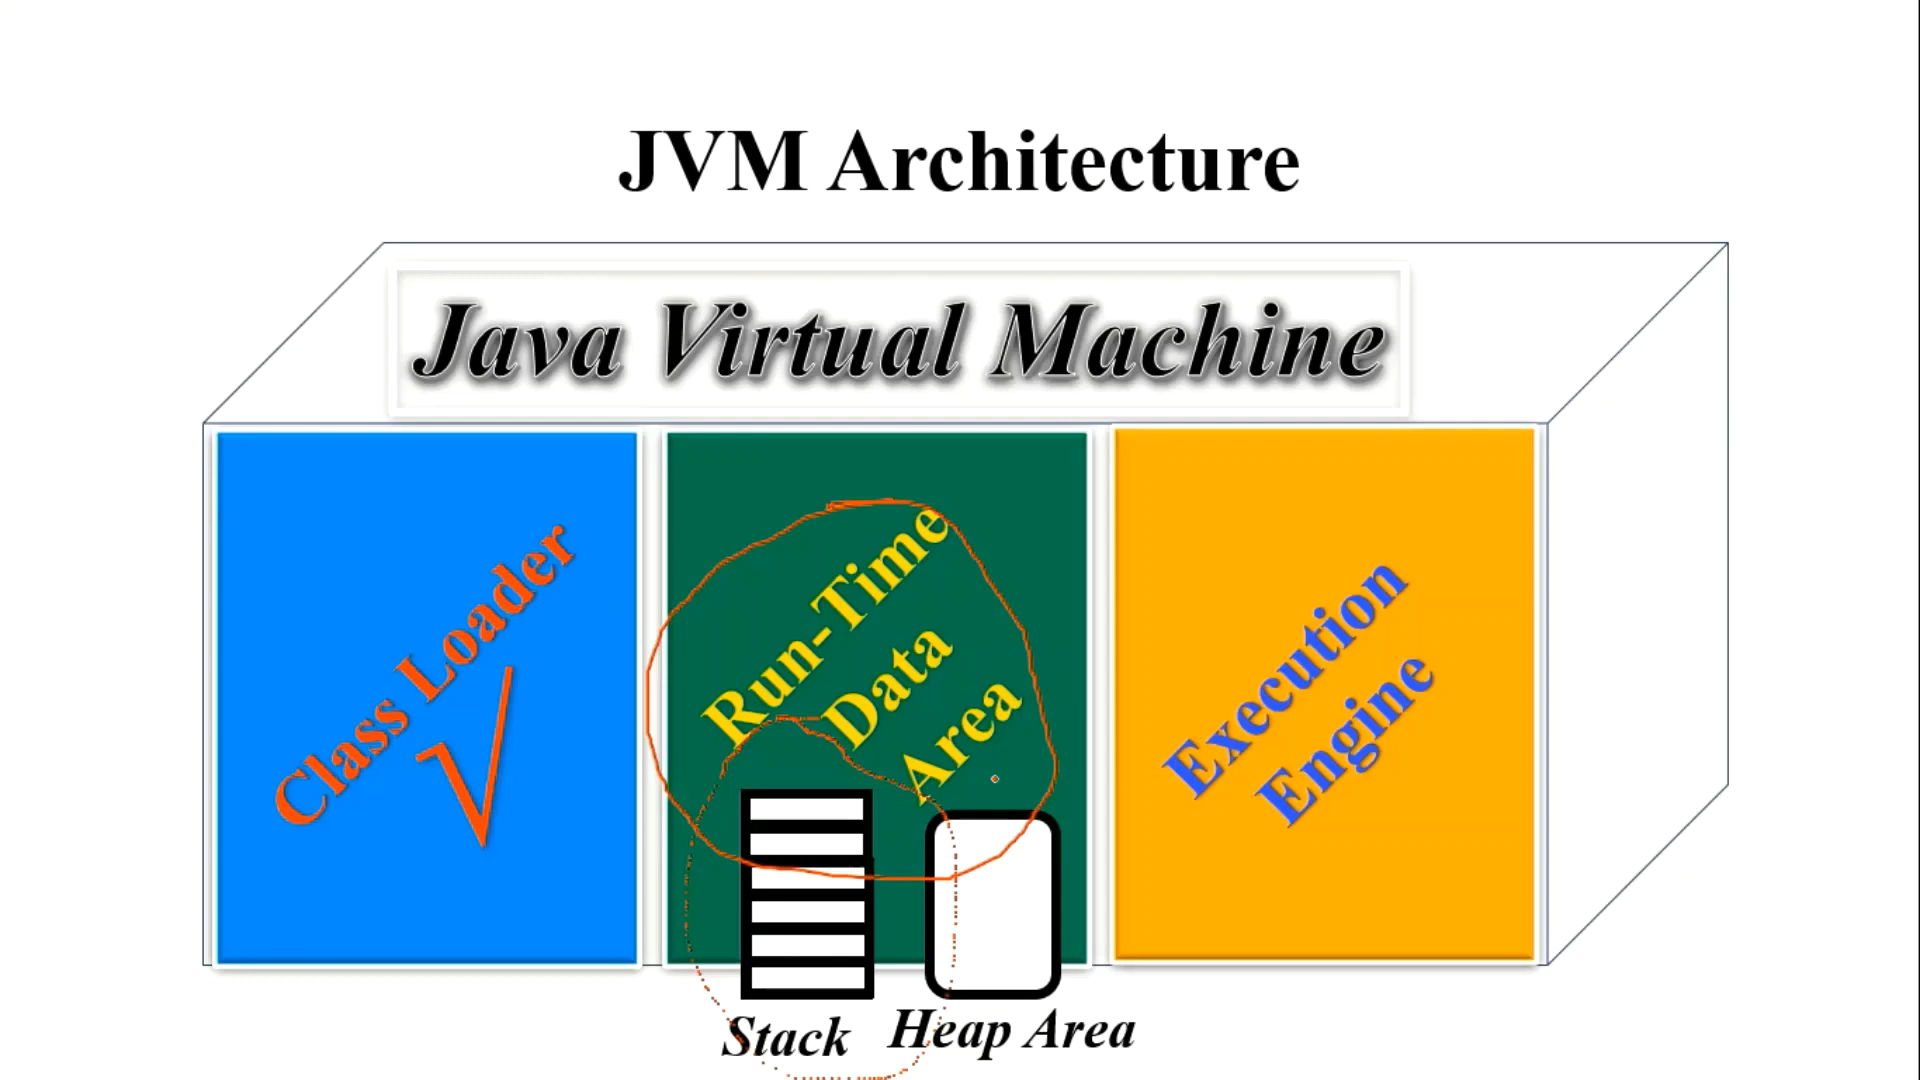 JVM Architecture
Java Virtual Machine
Class Loader
Run-Time
Data
Area
Execution
Engine
Stack
Heap Area